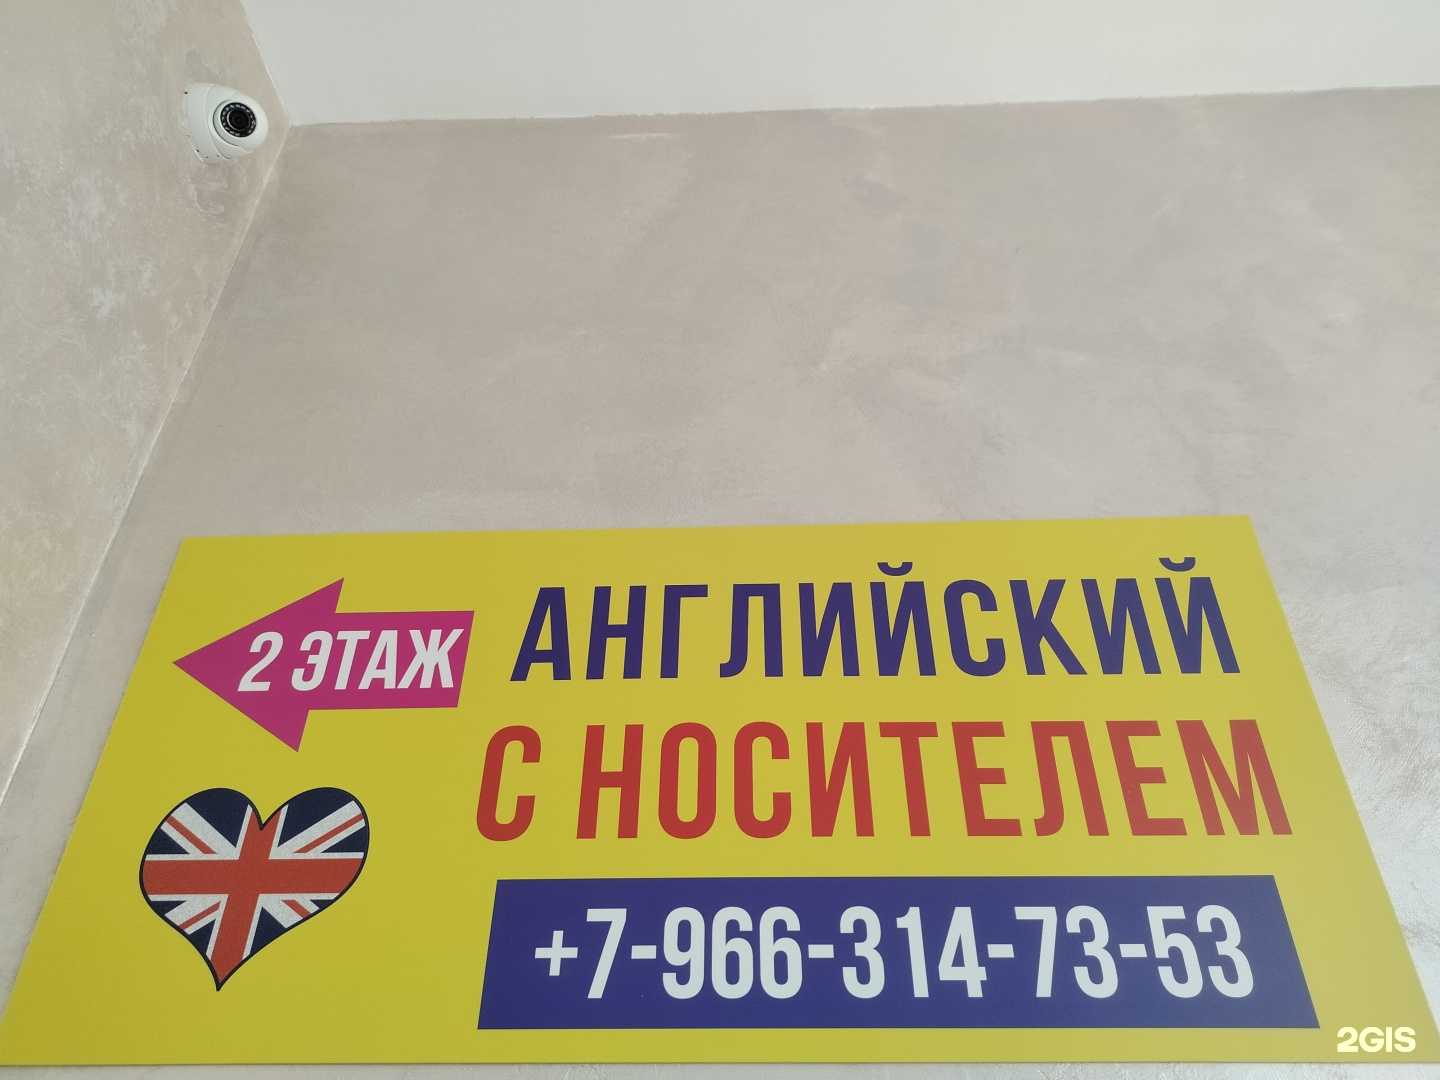 2 ЭТАЖ
АНГЛИЙСКИЙ
С НОСИТЕЛЕМ
+7-966-314-73-53
2GIS